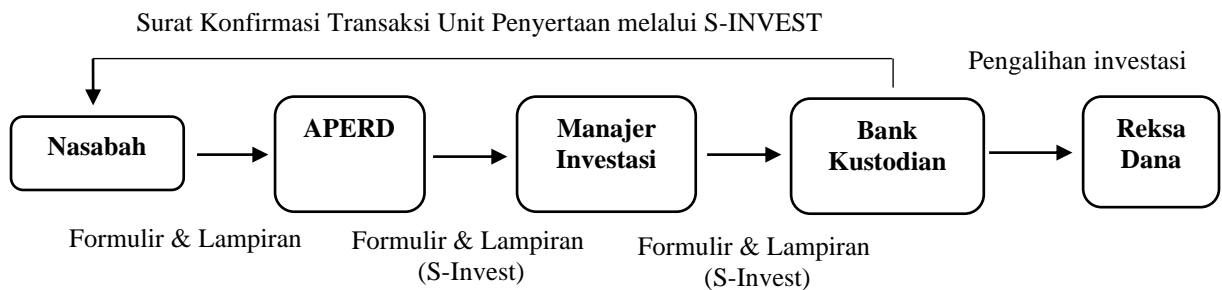 Surat Konfirmasi Transaksi Unit Penyertaan melalui S-INVEST
Pengalihan investasi
Nasabah
APERD
Manajer
Investasi
Bank
Kustodian
Reksa
Dana
Formulir & Lampiran
Formulir & Lampiran
(S-Invest)
Formulir & Lampiran
(S-Invest)